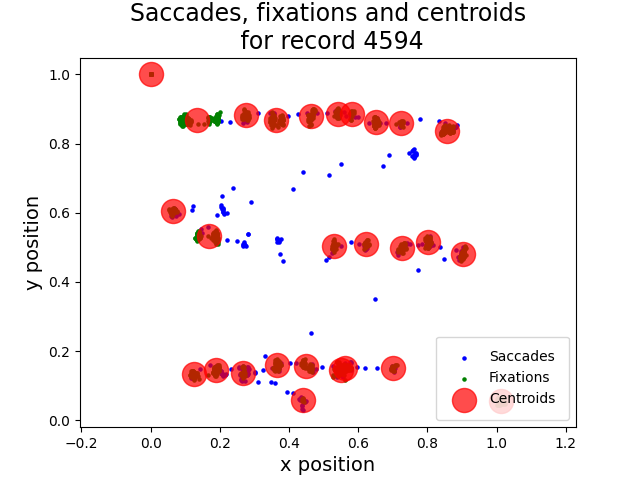 Saccades, fixations and centroids
for record 4594
1.0
0.8
0.6
0.4
0.2
0.0
y position
−0.2 0.0 0.2 0.4 0.6 0.8 1.0 1.2
x position
Saccades
Fixations
Centroids